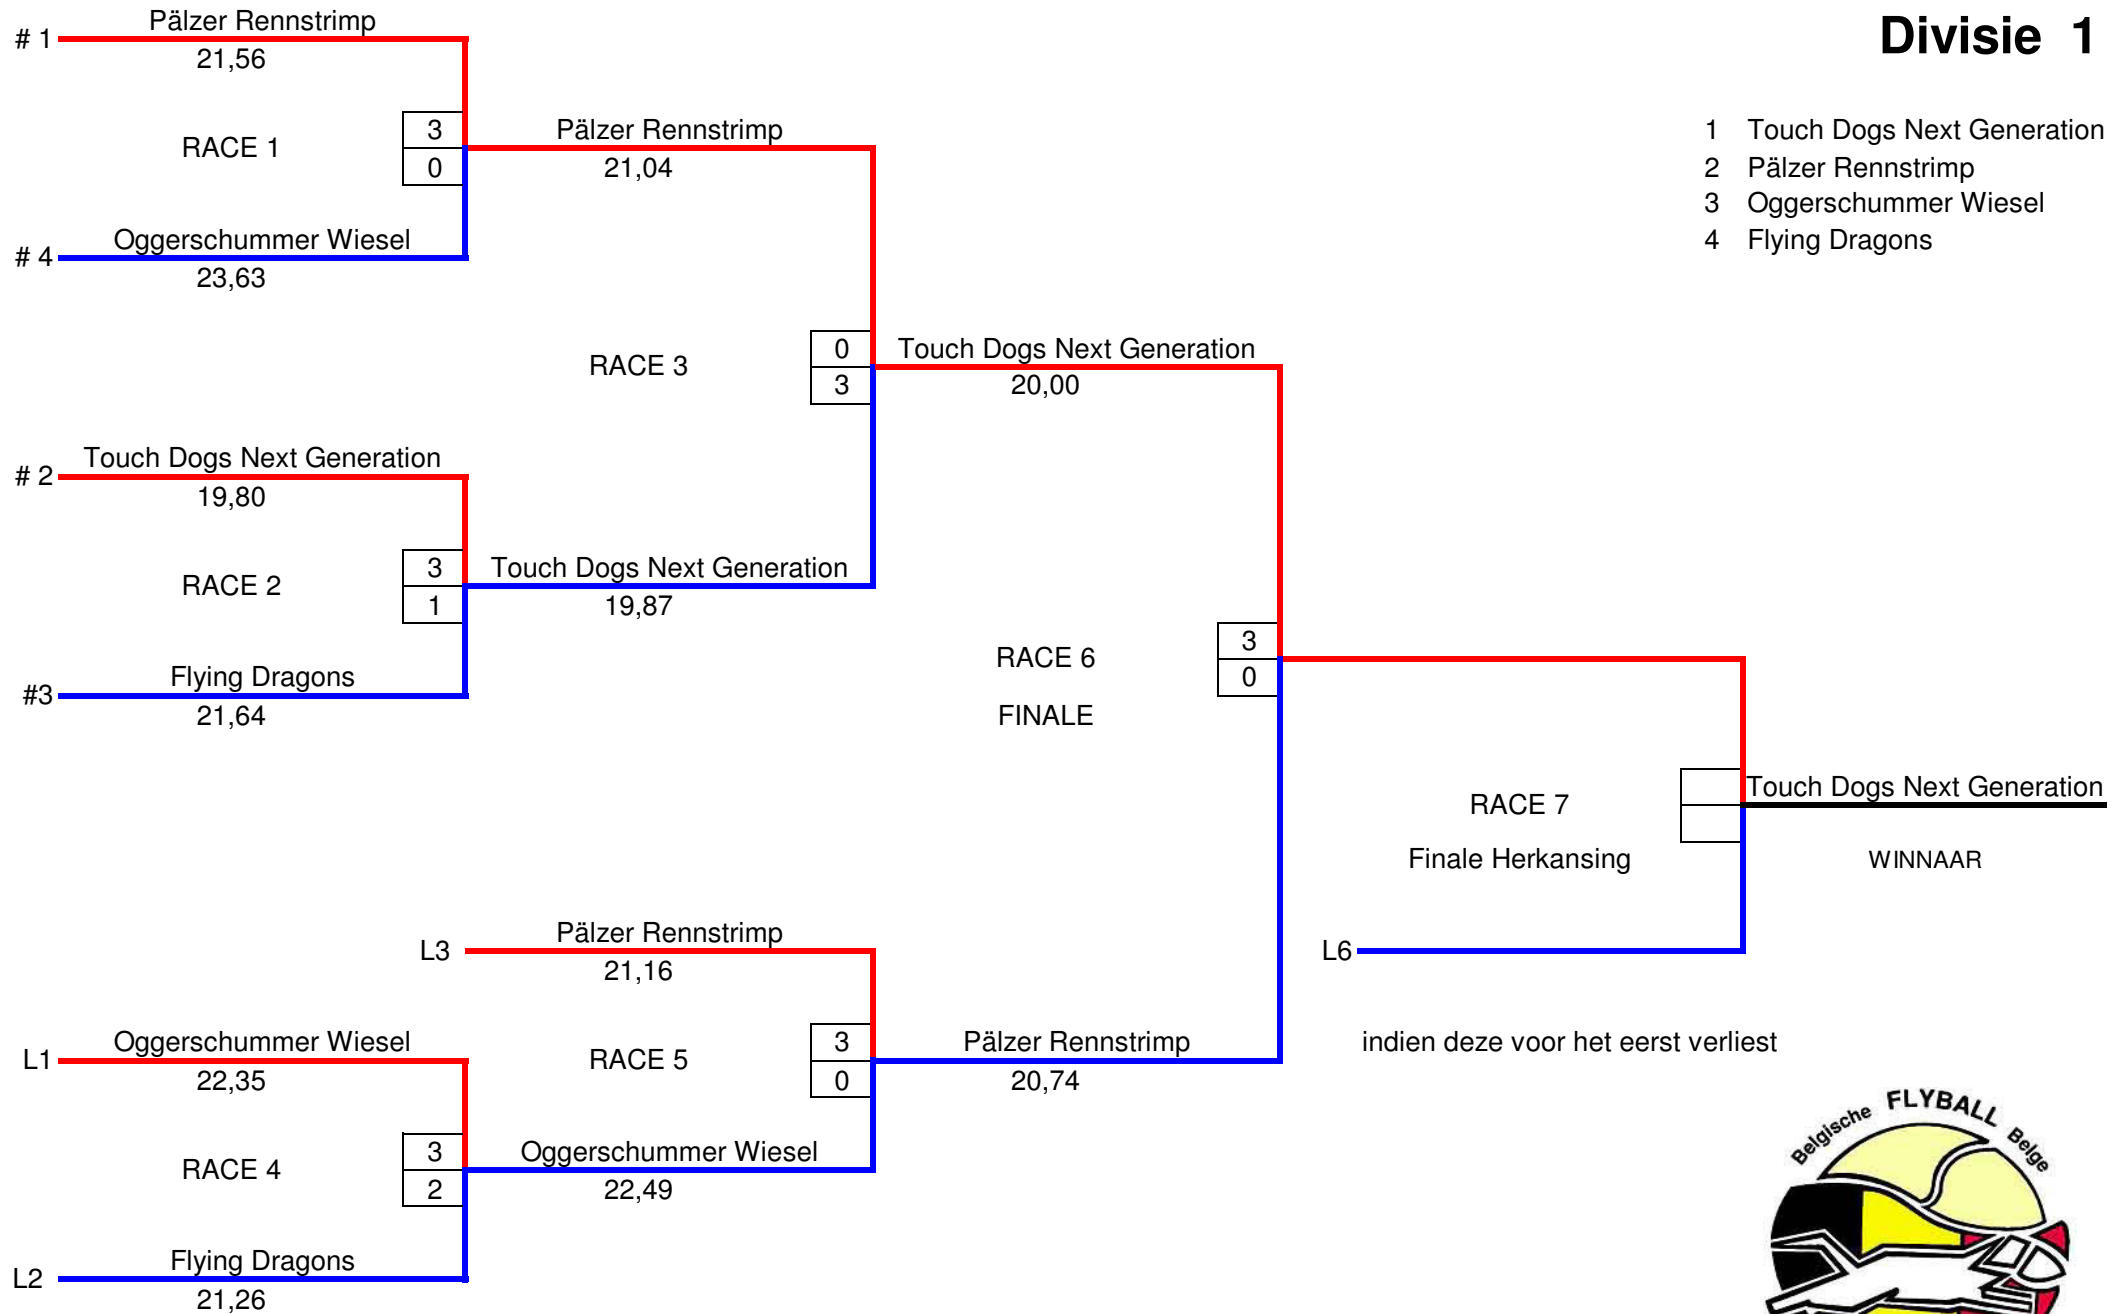 Divisie 1
# 1
Pälzer Rennstrimp
21,56
RACE 1
3
0
# 4
Oggerschummer Wiesel
23,63
Pälzer Rennstrimp
21,04
1 Touch Dogs Next Generation
2 Pälzer Rennstrimp
3 Oggerschummer Wiesel
4 Flying Dragons
RACE 3
0
3
Touch Dogs Next Generation
20,00
# 2
Touch Dogs Next Generation
19,80
RACE 2
3
1
Touch Dogs Next Generation
19,87
#3
Flying Dragons
21,64
RACE 6
3
0
FINALE
RACE 7
Finale Herkansing
Touch Dogs Next Generation
WINNAAR
L3
Pälzer Rennstrimp
21,16
L6
L1
Oggerschummer Wiesel
22,35
RACE 5
3
0
Pälzer Rennstrimp
20,74
indien deze voor het eerst verliest
RACE 4
3
2
Oggerschummer Wiesel
22,49
L2
Flying Dragons
21,26
Belgische FLYBALL Belge